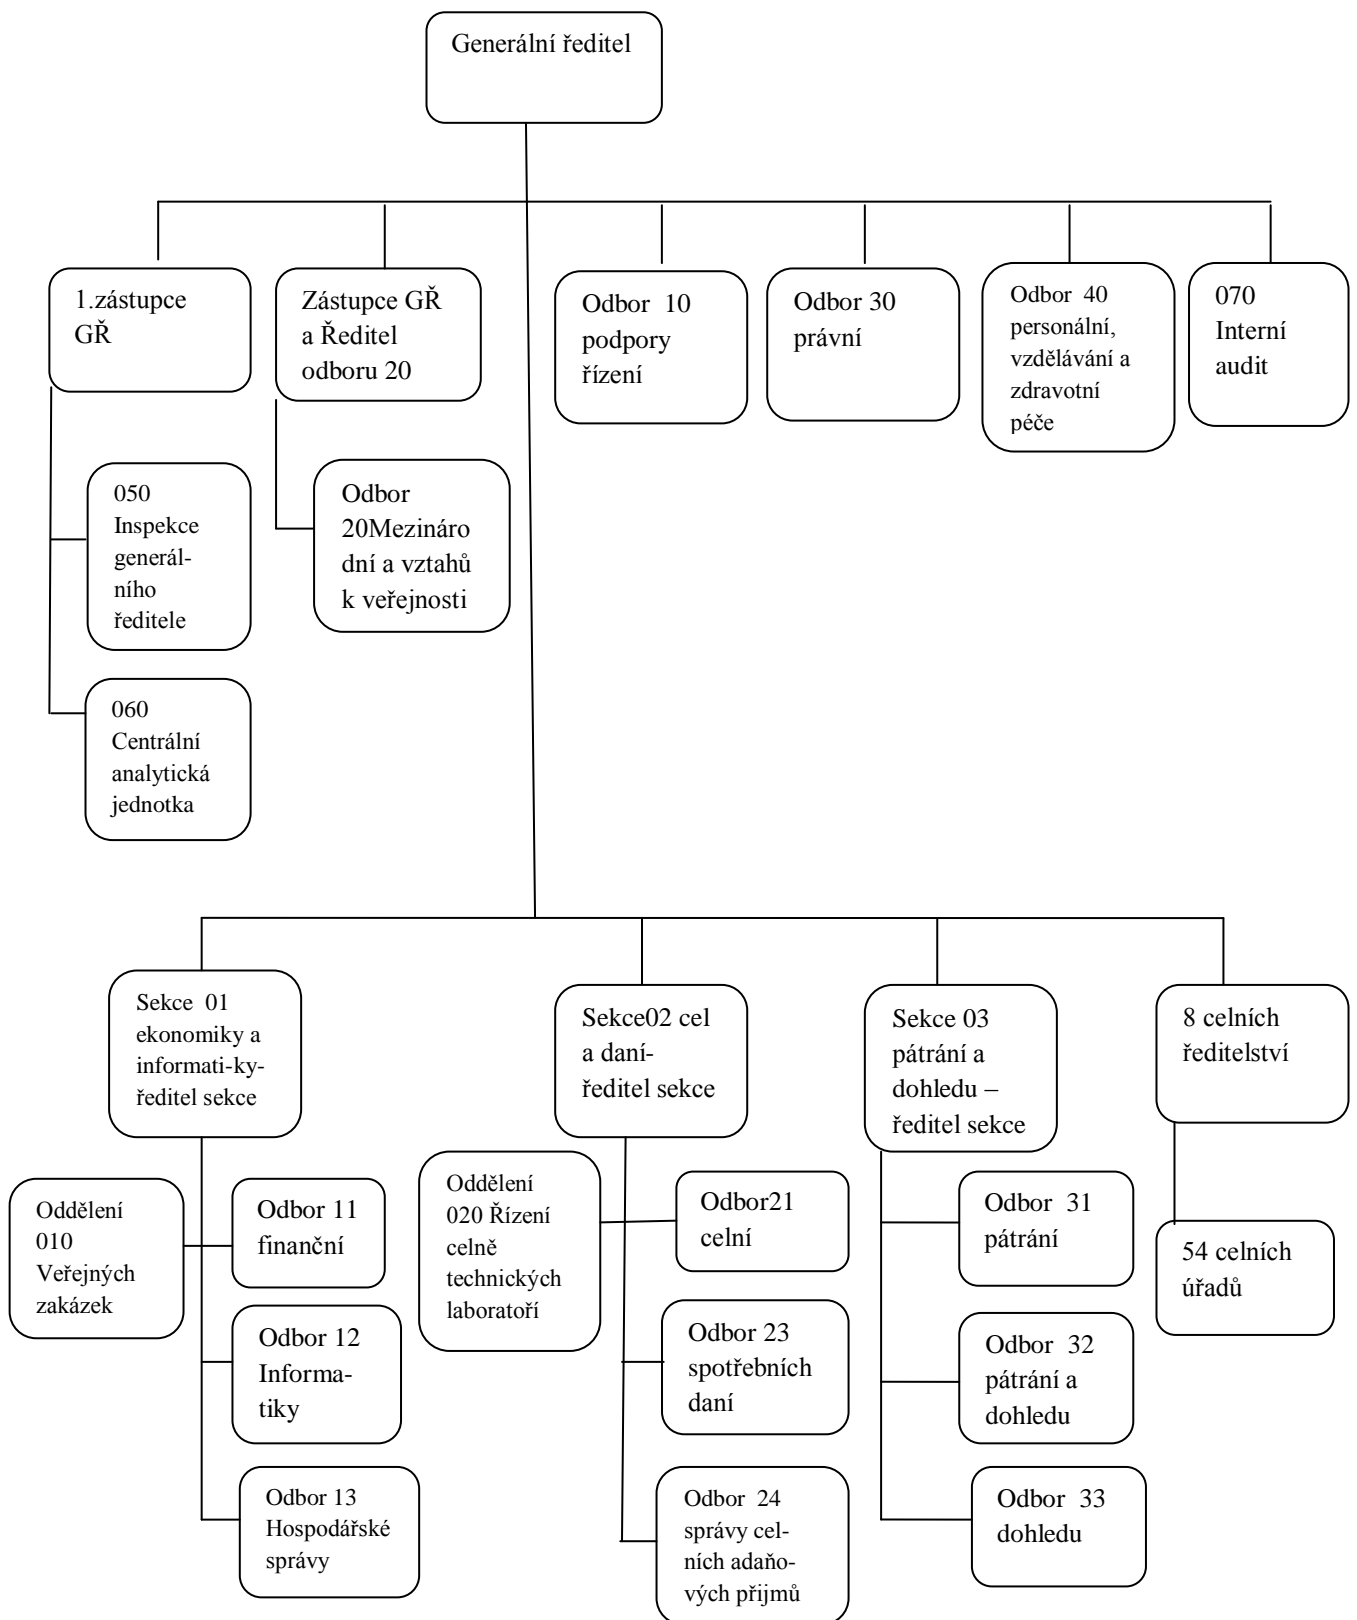 Generální ředitel
1.zástupce
GŘ
Zástupce GŘ
a Ředitel
odboru 20
Odbor 10
podpory
řízení
Odbor 30
právní
Odbor 40
personální,
vzdělávání a
zdravotní
péče
070
Interní
audit
050
Inspekce
generál-
ního
ředitele
Odbor
20Mezináro
dní a vztahů
k veřejnosti
060
Centrální
analytická
jednotka
Sekce 01
ekonomiky a
informati-ky-
ředitel sekce
Sekce02 cel
a daní-
ředitel sekce
Sekce 03
pátrání a
dohledu –
ředitel sekce
8 celních
ředitelství
Oddělení
010
Veřejných
zakázek
Odbor 11
finanční
Oddělení
020 Řízení
celně
technických
laboratoří
Odbor21
celní
Odbor 31
pátrání
54 celních
úřadů
Odbor 12
Informa-
tiky
Odbor 23
spotřebních
daní
Odbor 32
pátrání a
dohledu
Odbor 13
Hospodářské
správy
Odbor 24
správy cel-
ních adaňo-
vých přijmů
Odbor 33
dohledu